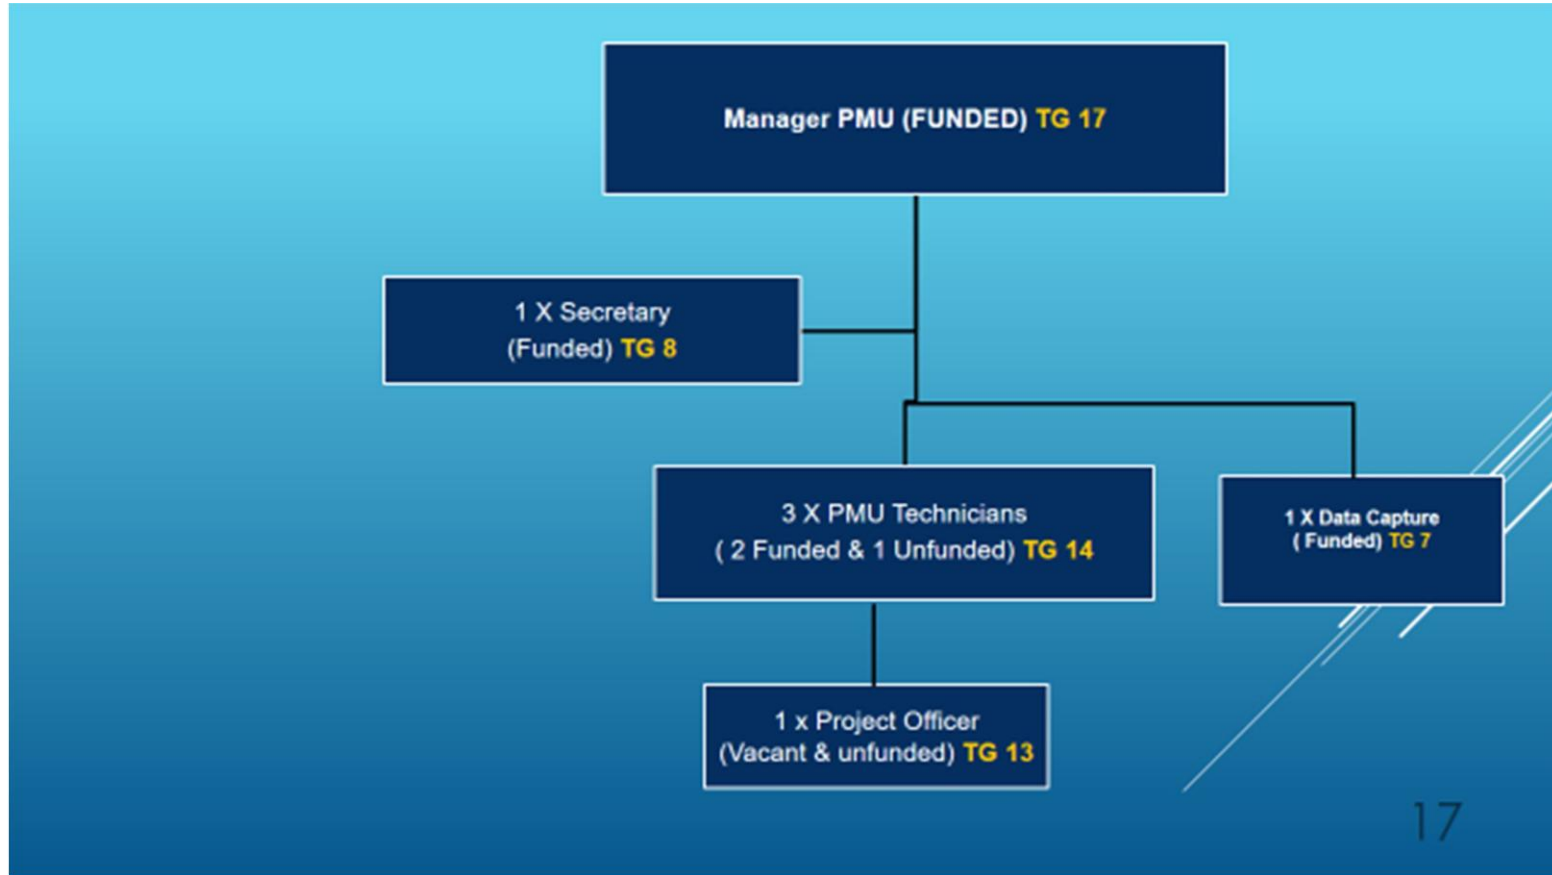 Manager PMU (FUNDED) TG 17
1 X Secretary
(Funded) TG 8
3 X PMU Technicians
( 2 Funded & 1 Unfunded) TG 14
1 X Data Capture
( Funded) TG 7
1 x Project Officer
(Vacant & unfunded) TG 13
17